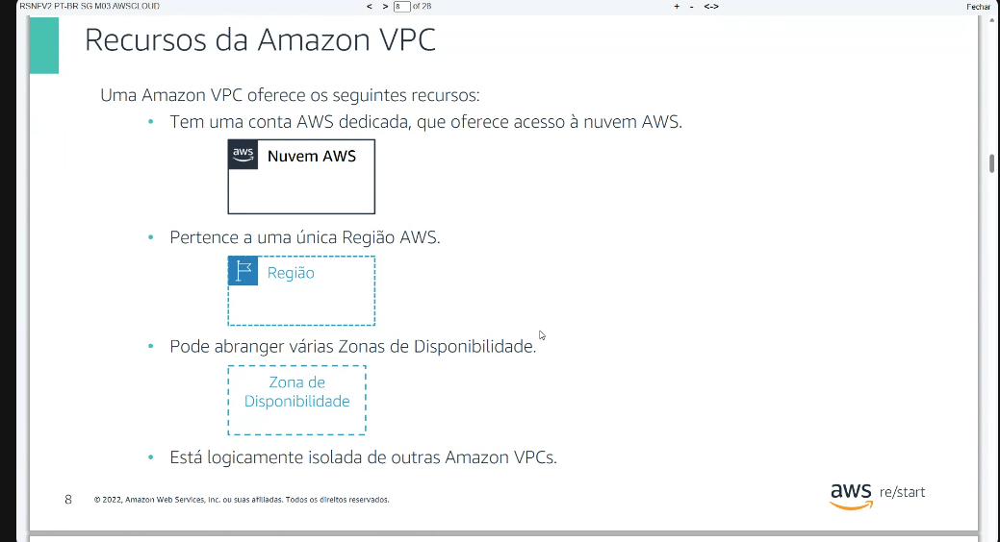 RSNFV2 PT-BR SG M03 AWSCLOUD
< > 8 of 28
+ - <->
Fechar
Recursos da Amazon VPC
Uma Amazon VPC oferece os seguintes recursos:
• Tem uma conta AWS dedicada, que oferece acesso à nuvem AWS.
aws Nuvem AWS
• Pertence a uma única Região AWS.
Região
• Pode abranger várias Zonas de Disponibilidade.
Zona de
Disponibilidade
• Está logicamente isolada de outras Amazon VPCs.
8 © 2022, Amazon Web Services, Inc. ou suas afiliadas. Todos os direitos reservados.
aws re/start